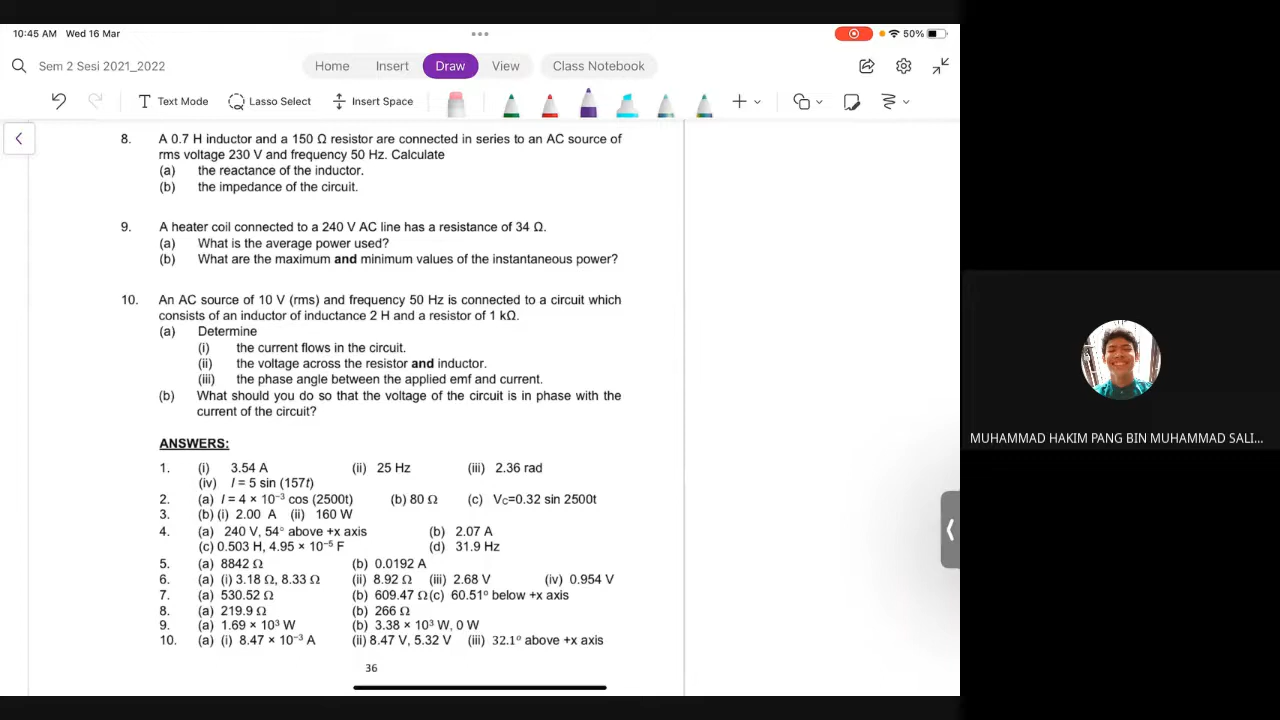 10:45 AM Wed 16 Mar
50%
Sem 2 Sesi 2021_2022
Home Insert Draw View Class Notebook
Text Mode Lasso Select Insert Space
8. A 0.7 H inductor and a 150 Ω resistor are connected in series to an AC source of
rms voltage 230 V and frequency 50 Hz. Calculate
(a) the reactance of the inductor.
(b) the impedance of the circuit.
9. A heater coil connected to a 240 V AC line has a resistance of 34 Ω.
(a) What is the average power used?
(b) What are the maximum and minimum values of the instantaneous power?
10. An AC source of 10 V (rms) and frequency 50 Hz is connected to a circuit which
consists of an inductor of inductance 2 H and a resistor of 1 kΩ.
(a) Determine
(i) the current flows in the circuit.
(ii) the voltage across the resistor and inductor.
(iii) the phase angle between the applied emf and current.
(b) What should you do so that the voltage of the circuit is in phase with the
current of the circuit?
ANSWERS:
1. (i) 3.54 A (ii) 25 Hz (iii) 2.36 rad
(iv) I = 5 sin (157t)
2. (a) I = 4 × 10⁻³ cos (2500t) (b) 80 Ω (c) V_C=0.32 sin 2500t
3. (b) (i) 2.00 A (ii) 160 W
4. (a) 240 V, 54° above +x axis (b) 2.07 A
(c) 0.503 H, 4.95 × 10⁻⁵ F (d) 31.9 Hz
5. (a) 8842 Ω (b) 0.0192 A
6. (a) (i) 3.18 Ω, 8.33 Ω (ii) 8.92 Ω (iii) 2.68 V (iv) 0.954 V
7. (a) 530.52 Ω (b) 609.47 Ω (c) 60.51° below +x axis
8. (a) 219.9 Ω (b) 266 Ω
9. (a) 1.69 × 10³ W (b) 3.38 × 10³ W, 0 W
10. (a) (i) 8.47 × 10⁻³ A (ii) 8.47 V, 5.32 V (iii) 32.1° above +x axis
36
MUHAMMAD HAKIM PANG BIN MUHAMMAD SALI...